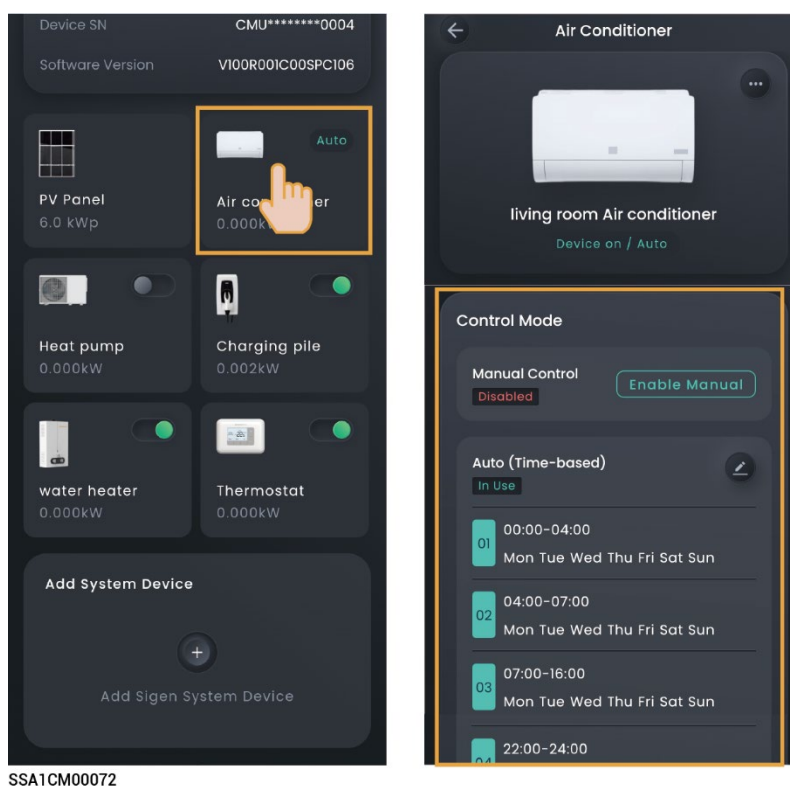 Device SN CMU********0004
Software Version V100R001C00SPC106
Auto
PV Panel
6.0 kWp
Air er
0.000k
Heat pump
0.000kW
Charging pile
0.002kW
water heater
0.000kW
Thermostat
0.000kW
Add System Device
Add Sigen System Device
Air Conditioner
living room Air conditioner
Device on / Auto
Control Mode
Manual Control
Disabled
Enable Manual
Auto (Time-based)
In Use
01
00:00-04:00
Mon Tue Wed Thu Fri Sat Sun
02
04:00-07:00
Mon Tue Wed Thu Fri Sat Sun
03
07:00-16:00
Mon Tue Wed Thu Fri Sat Sun
22:00-24:00
SSA1CM00072